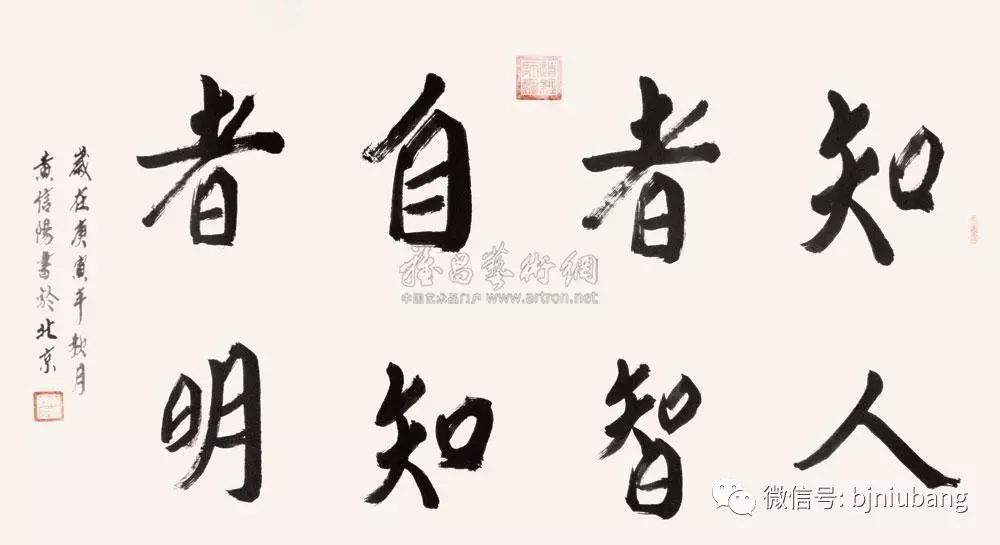 知人
者智
自知
者明
歲在庚寅年秋月
黄信陽書於北京
雅昌藝術網
中国艺术品门户 www.artron.net
微信号: bjniubang